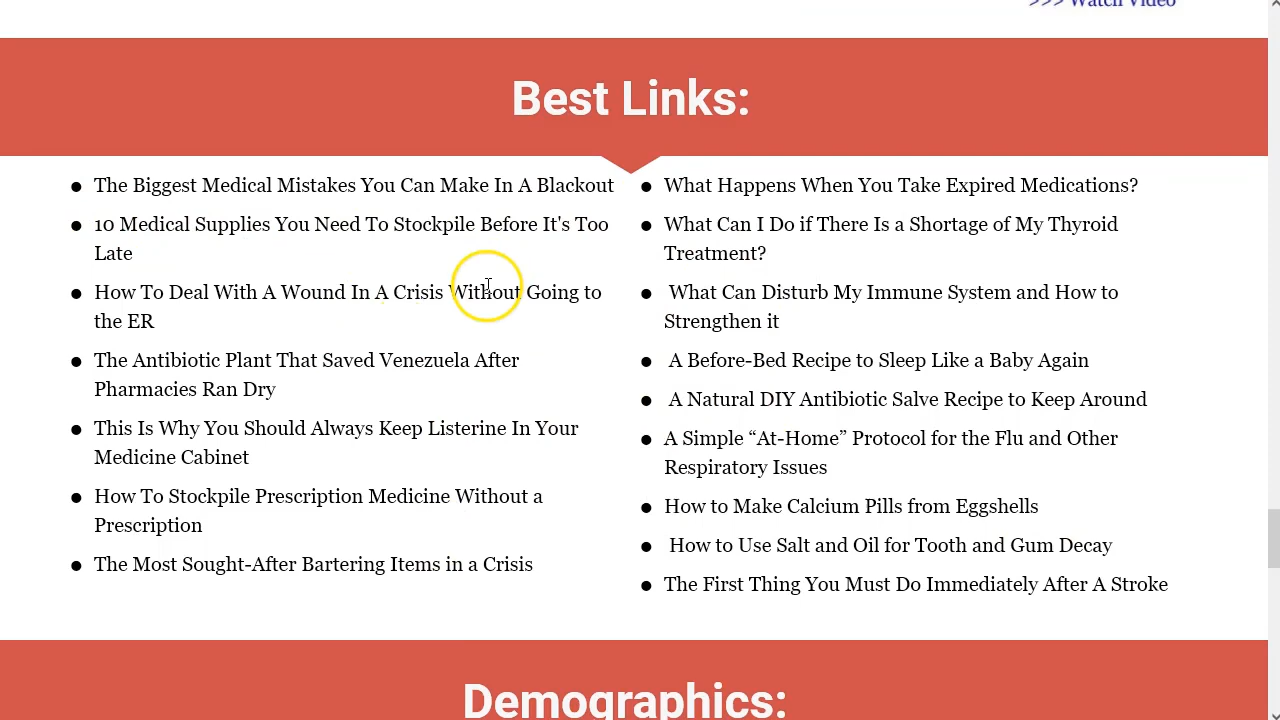 >>> Watch Video
Best Links:
The Biggest Medical Mistakes You Can Make In A Blackout
10 Medical Supplies You Need To Stockpile Before It's Too
Late
How To Deal With A Wound In A Crisis Without Going to
the ER
The Antibiotic Plant That Saved Venezuela After
Pharmacies Ran Dry
This Is Why You Should Always Keep Listerine In Your
Medicine Cabinet
How To Stockpile Prescription Medicine Without a
Prescription
The Most Sought-After Bartering Items in a Crisis
What Happens When You Take Expired Medications?
What Can I Do if There Is a Shortage of My Thyroid
Treatment?
What Can Disturb My Immune System and How to
Strengthen it
A Before-Bed Recipe to Sleep Like a Baby Again
A Natural DIY Antibiotic Salve Recipe to Keep Around
A Simple “At-Home” Protocol for the Flu and Other
Respiratory Issues
How to Make Calcium Pills from Eggshells
How to Use Salt and Oil for Tooth and Gum Decay
The First Thing You Must Do Immediately After A Stroke
Demographics: